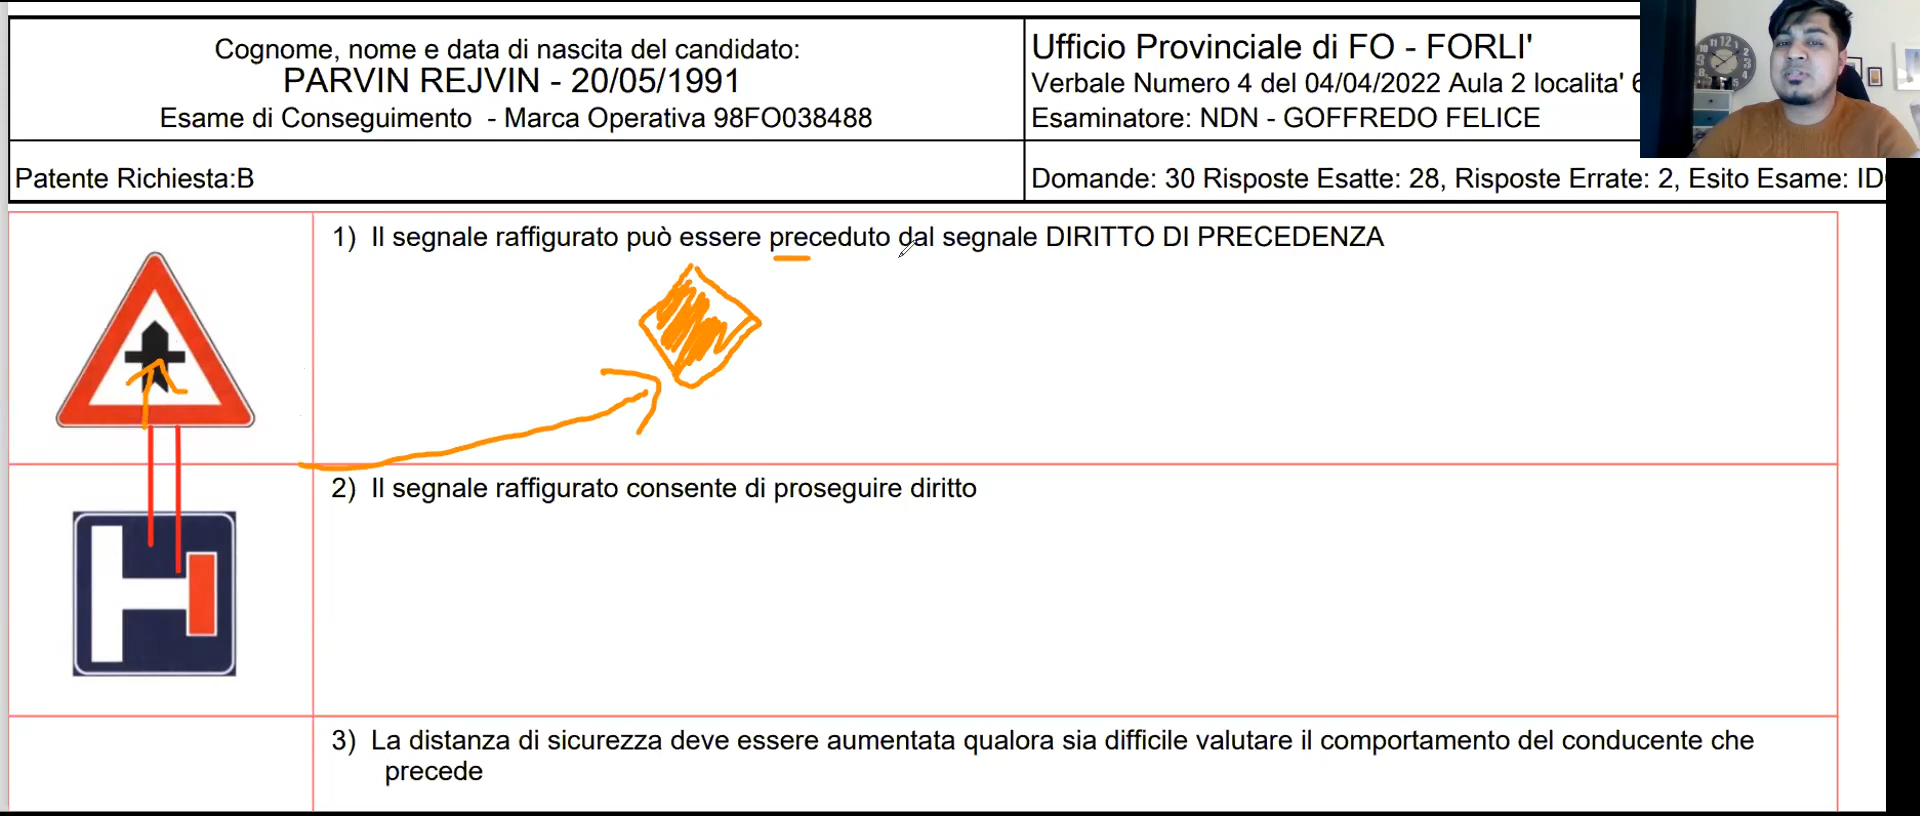 Cognome, nome e data di nascita del candidato:
PARVIN REJVIN - 20/05/1991
Esame di Conseguimento - Marca Operativa 98FO038488
Ufficio Provinciale di FO - FORLI'
Verbale Numero 4 del 04/04/2022 Aula 2 localita' 6
Esaminatore: NDN - GOFFREDO FELICE
Patente Richiesta:B
Domande: 30 Risposte Esatte: 28, Risposte Errate: 2, Esito Esame: ID
1) Il segnale raffigurato può essere preceduto dal segnale DIRITTO DI PRECEDENZA
2) Il segnale raffigurato consente di proseguire diritto
3) La distanza di sicurezza deve essere aumentata qualora sia difficile valutare il comportamento del conducente che
precede